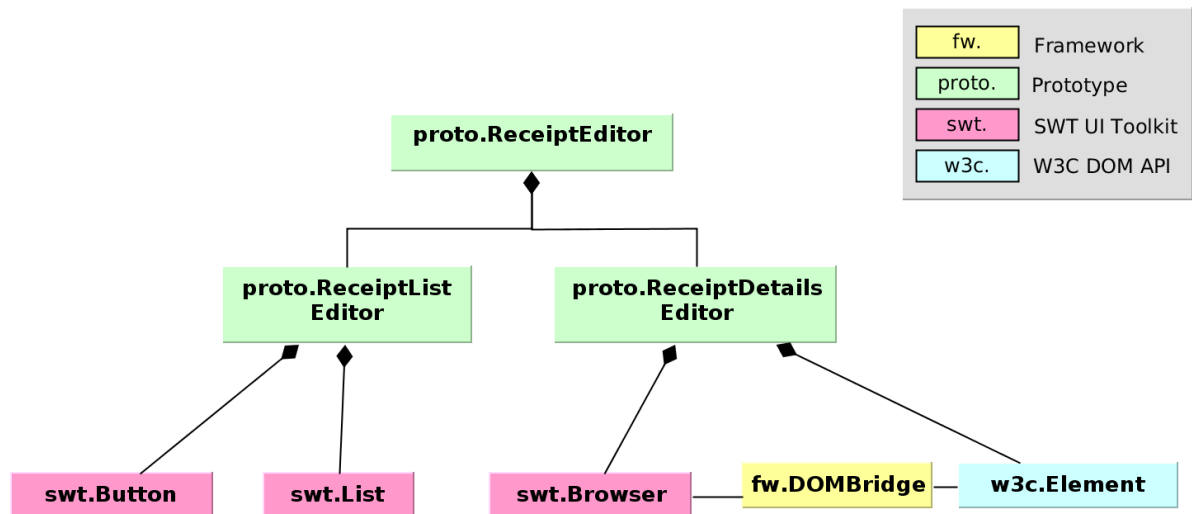 fw.
Framework
proto.
Prototype
swt.
SWT UI Toolkit
w3c.
W3C DOM API
proto.ReceiptEditor
proto.ReceiptList
Editor
proto.ReceiptDetails
Editor
swt.Button
swt.List
swt.Browser
fw.DOMBridge
w3c.Element